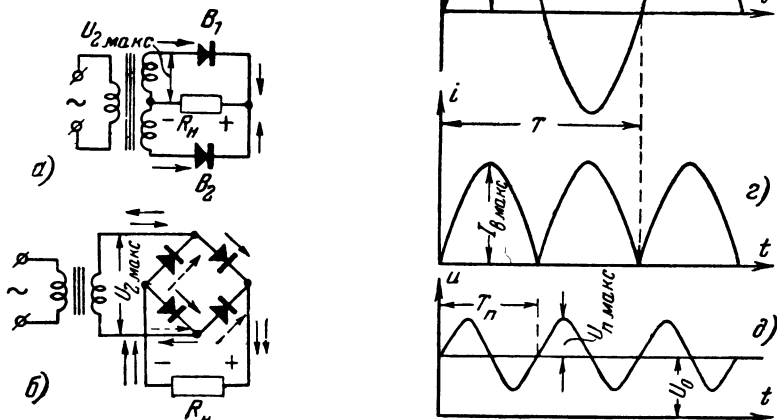 U₂ макс
B₁
~
− Rн +
B₂
а)
~
U₂ макс
− +
Rн
б)
i
T
Iв макс
г)
t
u
Tп
Uп макс
д)
U₀
t